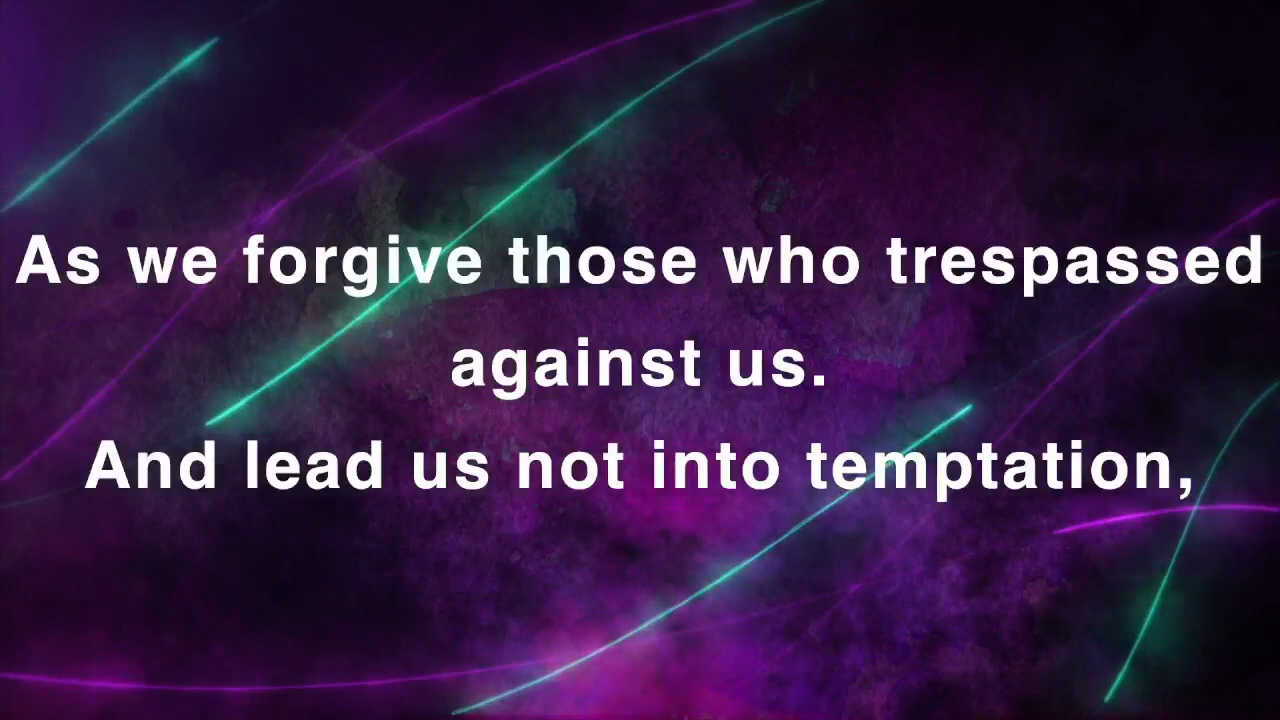 As we forgive those who trespassed
against us.
And lead us not into temptation,